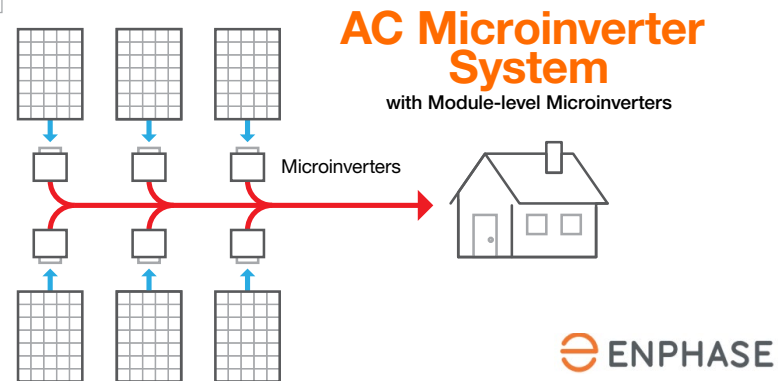 AC Microinverter
System
with Module-level Microinverters
Microinverters
ENPHASE